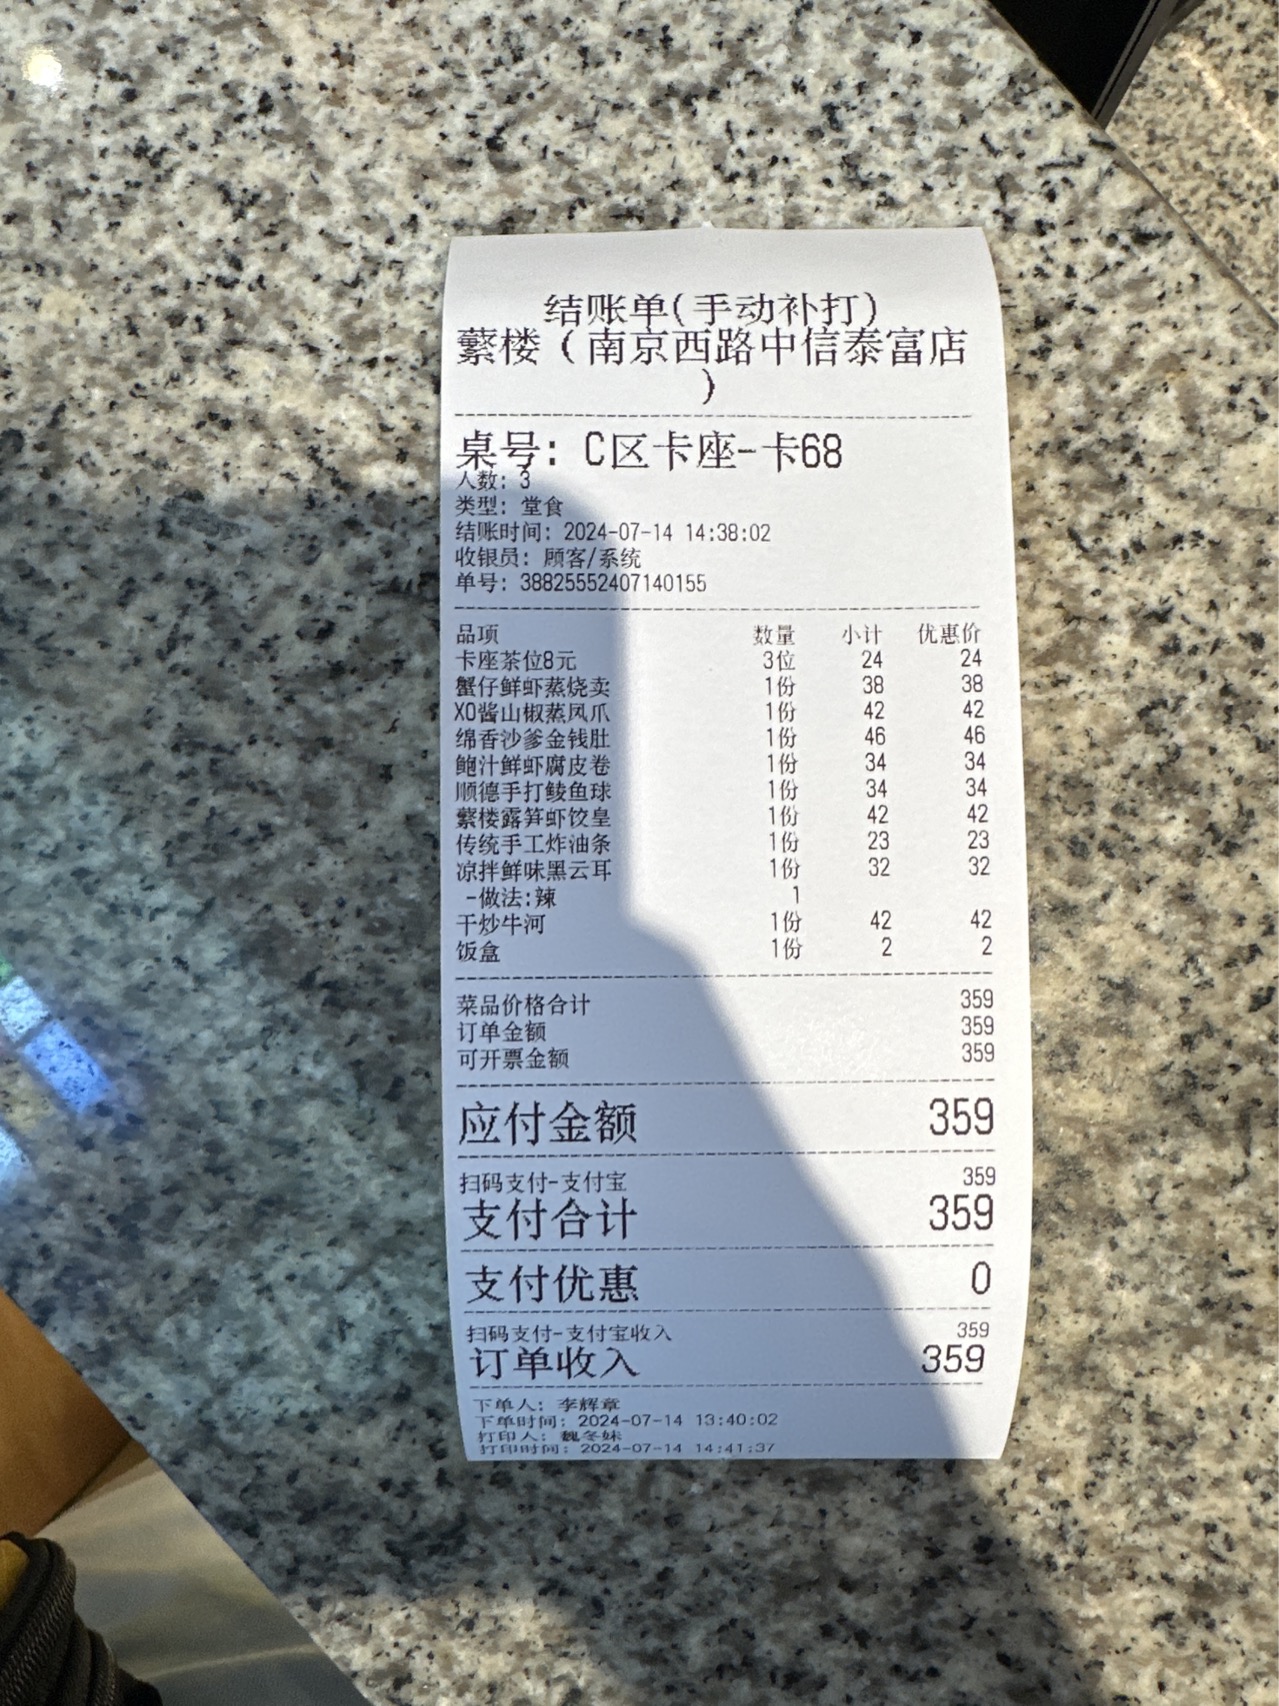 结账单(手动补打)
蘩楼(南京西路中信泰富店
)
桌号: C区卡座-卡68
人数: 3
类型: 堂食
结账时间: 2024-07-14 14:38:02
收银员: 顾客/系统
单号: 38825552407140155
品项 数量 小计 优惠价
卡座茶位8元 3位 24 24
蟹仔鲜虾蒸烧卖 1份 38 38
XO酱山椒蒸凤爪 1份 42 42
绵香沙爹金钱肚 1份 46 46
鲍汁鲜虾腐皮卷 1份 34 34
顺德手打鲮鱼球 1份 34 34
蘩楼露笋虾饺皇 1份 42 42
传统手工炸油条 1份 23 23
凉拌鲜味黑云耳 1份 32 32
-做法:辣 1
干炒牛河 1份 42 42
饭盒 1份 2 2
菜品价格合计 359
订单金额 359
可开票金额 359
应付金额 359
扫码支付-支付宝 359
支付合计 359
支付优惠 0
扫码支付-支付宝收入 359
订单收入 359
下单人: 李辉章
下单时间: 2024-07-14 13:40:02
打印人: 魏冬妹
打印时间: 2024-07-14 14:41:37